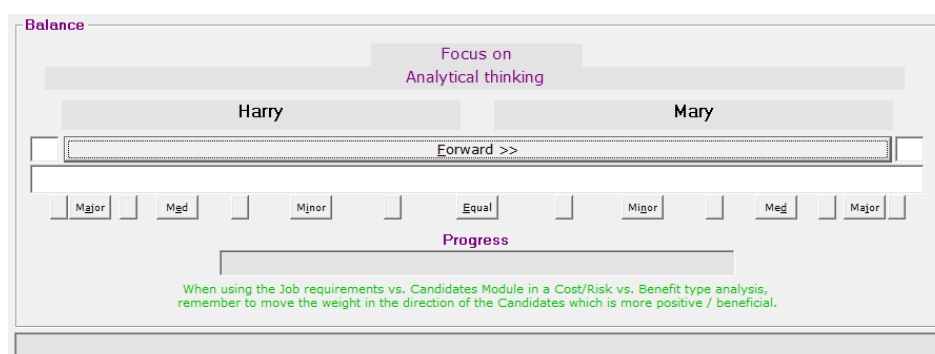 Balance
Focus on
Analytical thinking
Harry Mary
Forward >>
Major Med Minor Equal Minor Med Major
Progress
When using the Job requirements vs. Candidates Module in a Cost/Risk vs. Benefit type analysis,
remember to move the weight in the direction of the Candidates which is more positive / beneficial.